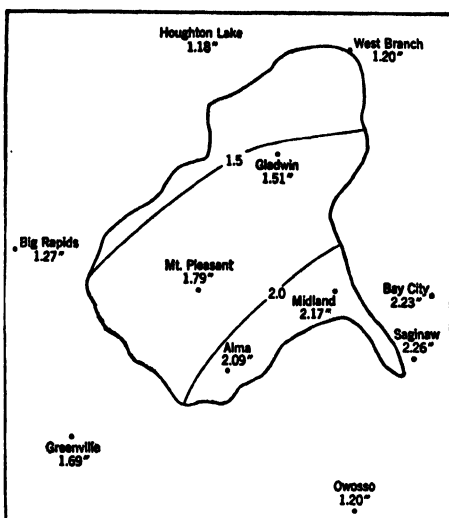 Houghton Lake
1.18"
West Branch
1.20"
1.5
Gladwin
1.51"
Big Rapids
1.27"
Mt. Pleasant
1.79"
2.0
Midland
2.17"
Bay City
2.23"
Saginaw
2.26"
Alma
2.09"
Greenville
1.69"
Owosso
1.20"